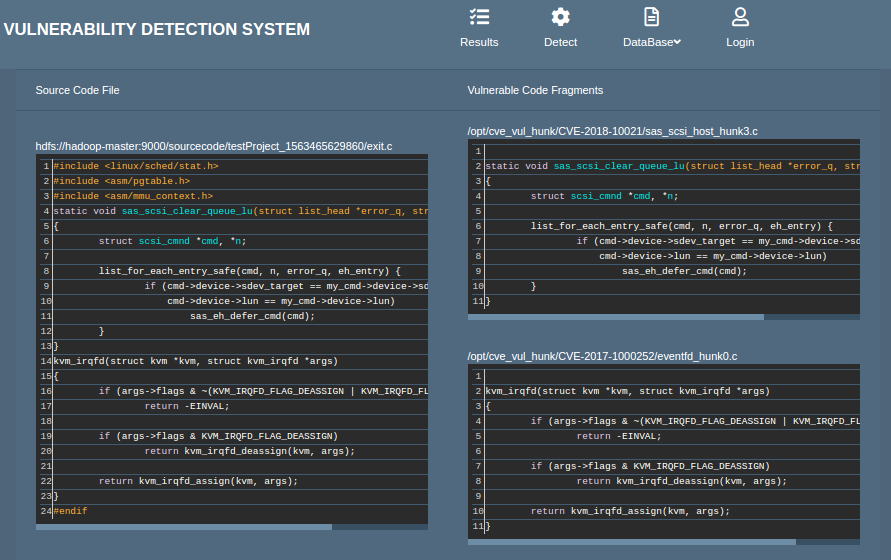 VULNERABILITY DETECTION SYSTEM
Results
Detect
DataBase
Login
Source Code File
Vulnerable Code Fragments
hdfs://hadoop-master:9000/sourcecode/testProject_1563465629860/exit.c
1 #include <linux/sched/stat.h>
2 #include <asm/pgtable.h>
3 #include <asm/mmu_context.h>
4 static void sas_scsi_clear_queue_lu(struct list_head *error_q, str
5 {
6 struct scsi_cmnd *cmd, *n;
7
8 list_for_each_entry_safe(cmd, n, error_q, eh_entry) {
9 if (cmd->device->sdev_target == my_cmd->device->sd
10 cmd->device->lun == my_cmd->device->lun)
11 sas_eh_defer_cmd(cmd);
12 }
13 }
14 kvm_irqfd(struct kvm *kvm, struct kvm_irqfd *args)
15 {
16 if (args->flags & ~(KVM_IRQFD_FLAG_DEASSIGN | KVM_IRQFD_FL
17 return -EINVAL;
18
19 if (args->flags & KVM_IRQFD_FLAG_DEASSIGN)
20 return kvm_irqfd_deassign(kvm, args);
21
22 return kvm_irqfd_assign(kvm, args);
23 }
24 #endif
/opt/cve_vul_hunk/CVE-2018-10021/sas_scsi_host_hunk3.c
1
2 static void sas_scsi_clear_queue_lu(struct list_head *error_q, str
3 {
4 struct scsi_cmnd *cmd, *n;
5
6 list_for_each_entry_safe(cmd, n, error_q, eh_entry) {
7 if (cmd->device->sdev_target == my_cmd->device->sd
8 cmd->device->lun == my_cmd->device->lun)
9 sas_eh_defer_cmd(cmd);
10 }
11 }
/opt/cve_vul_hunk/CVE-2017-1000252/eventfd_hunk0.c
1
2 kvm_irqfd(struct kvm *kvm, struct kvm_irqfd *args)
3 {
4 if (args->flags & ~(KVM_IRQFD_FLAG_DEASSIGN | KVM_IRQFD_FL
5 return -EINVAL;
6
7 if (args->flags & KVM_IRQFD_FLAG_DEASSIGN)
8 return kvm_irqfd_deassign(kvm, args);
9
10 return kvm_irqfd_assign(kvm, args);
11 }